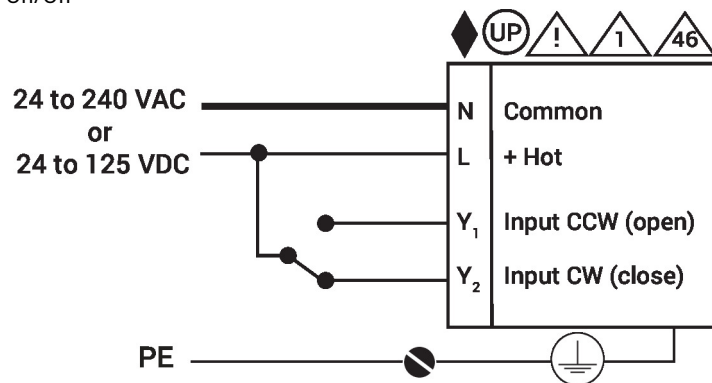 On/Off
UP ! 1 46
24 to 240 VAC
or
24 to 125 VDC
N Common
L + Hot
Y1 Input CCW (open)
Y2 Input CW (close)
PE